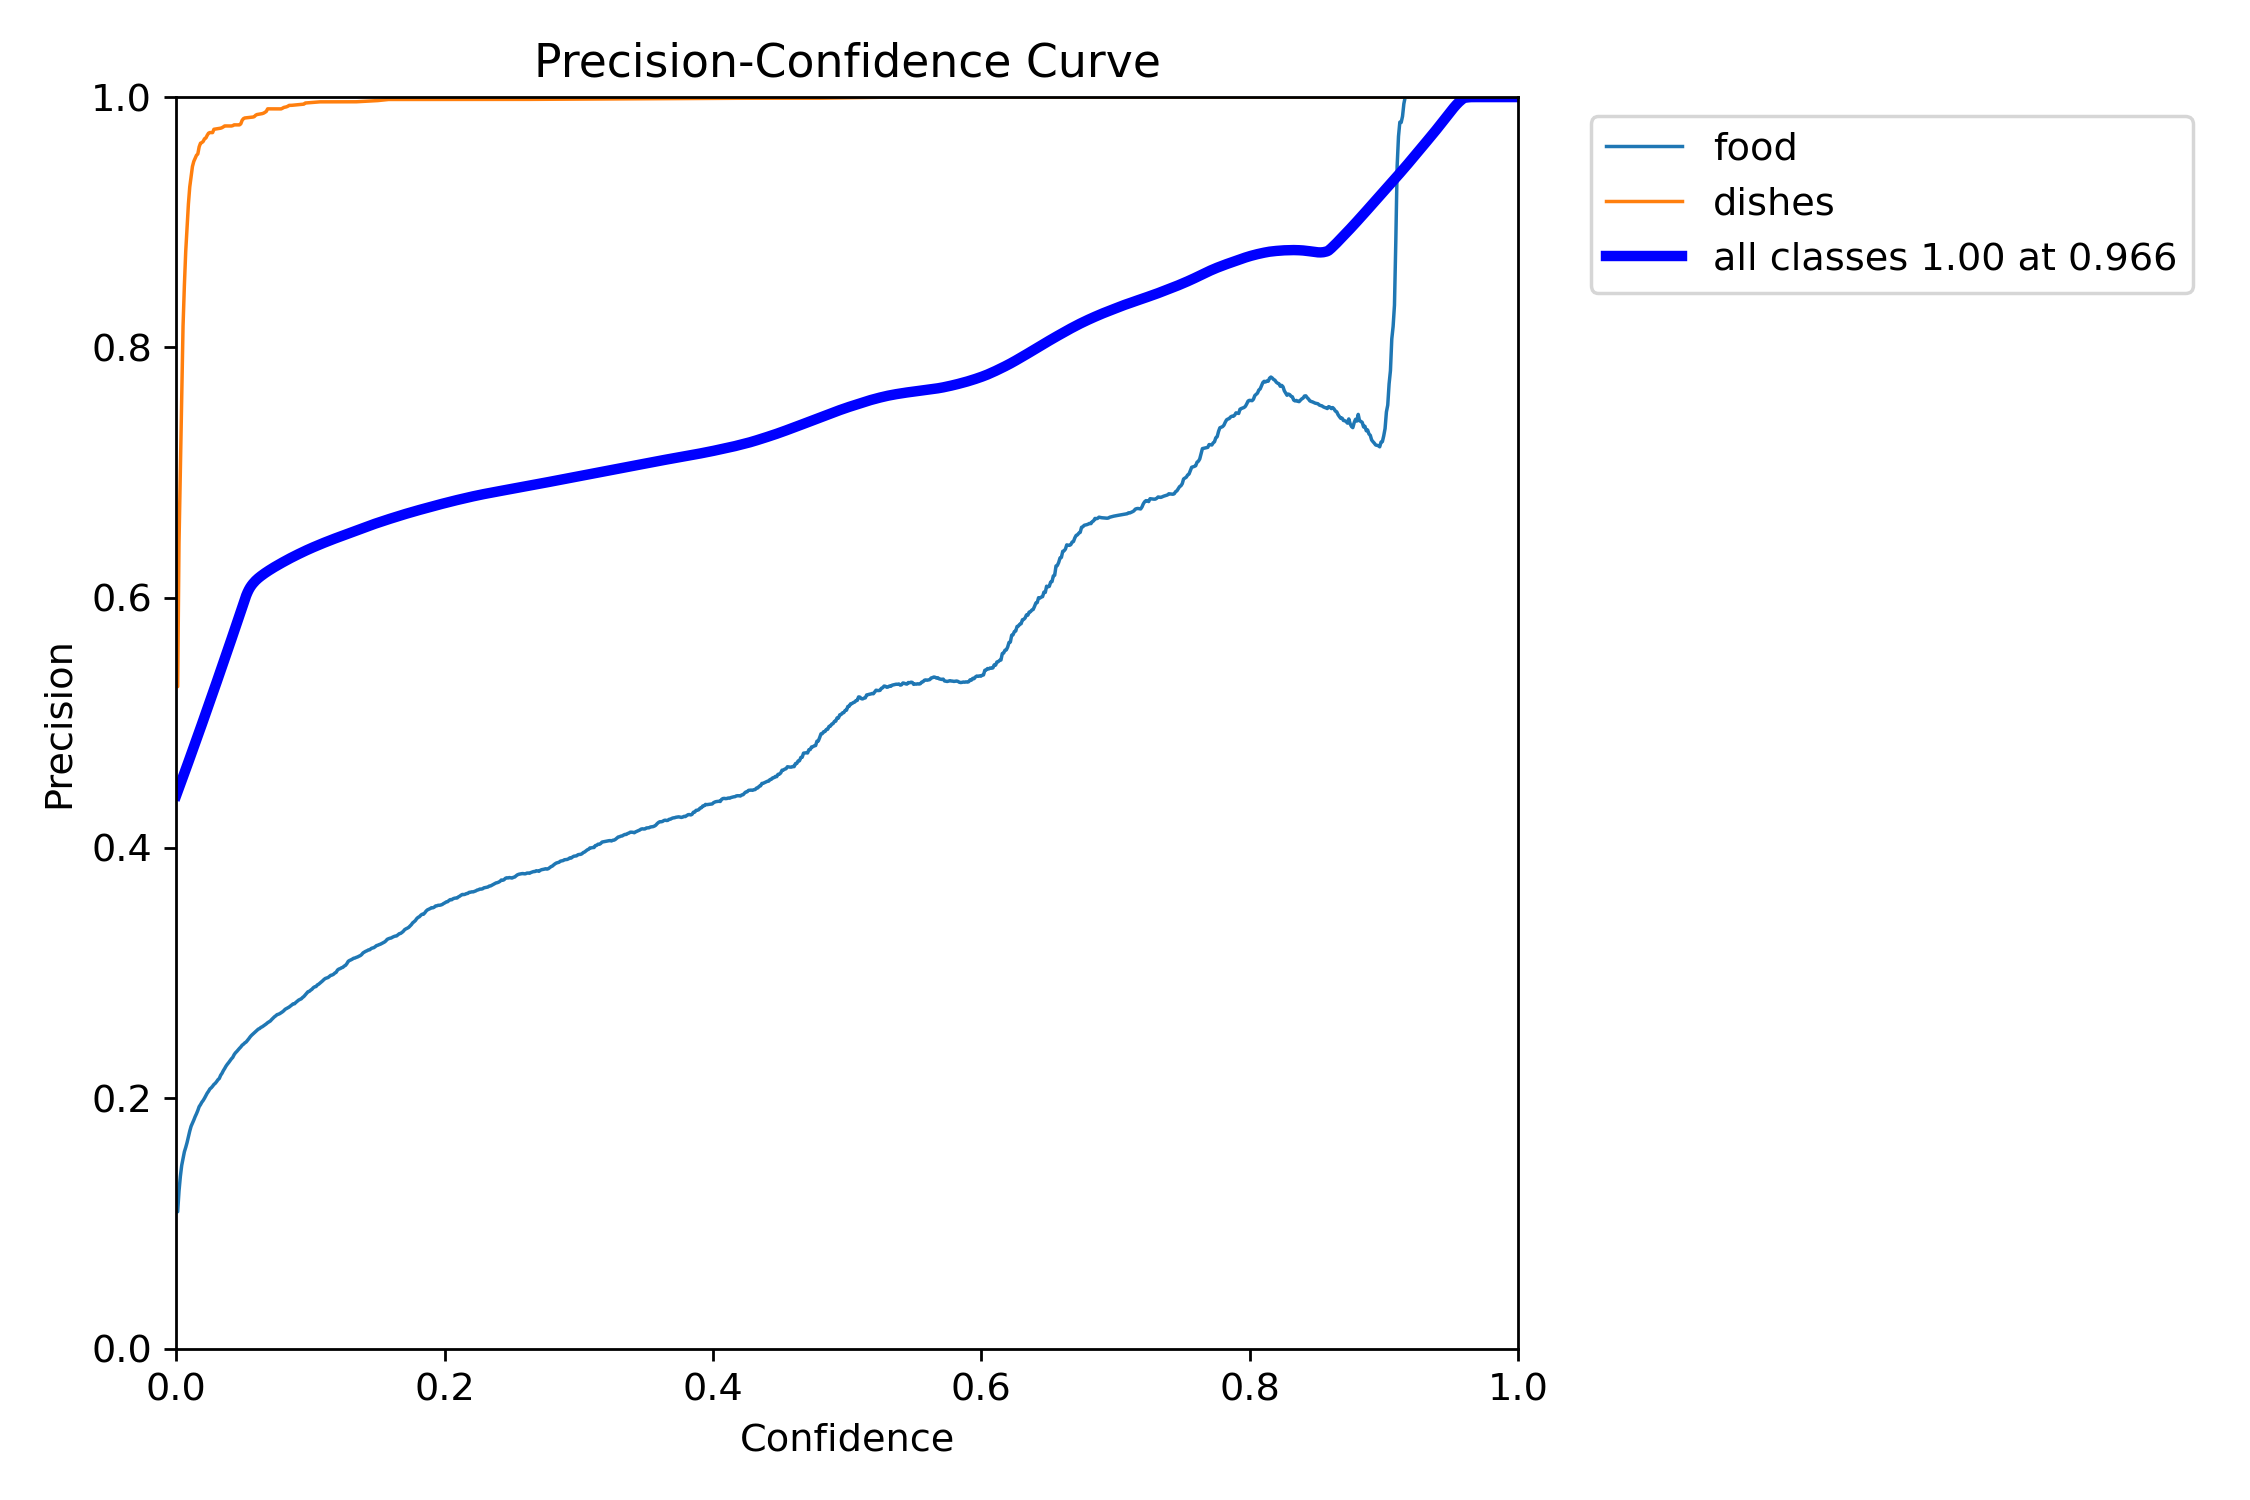 Precision-Confidence Curve
1.0
0.8
0.6
0.4
0.2
0.0
Precision
0.0 0.2 0.4 0.6 0.8 1.0
Confidence
food
dishes
all classes 1.00 at 0.966